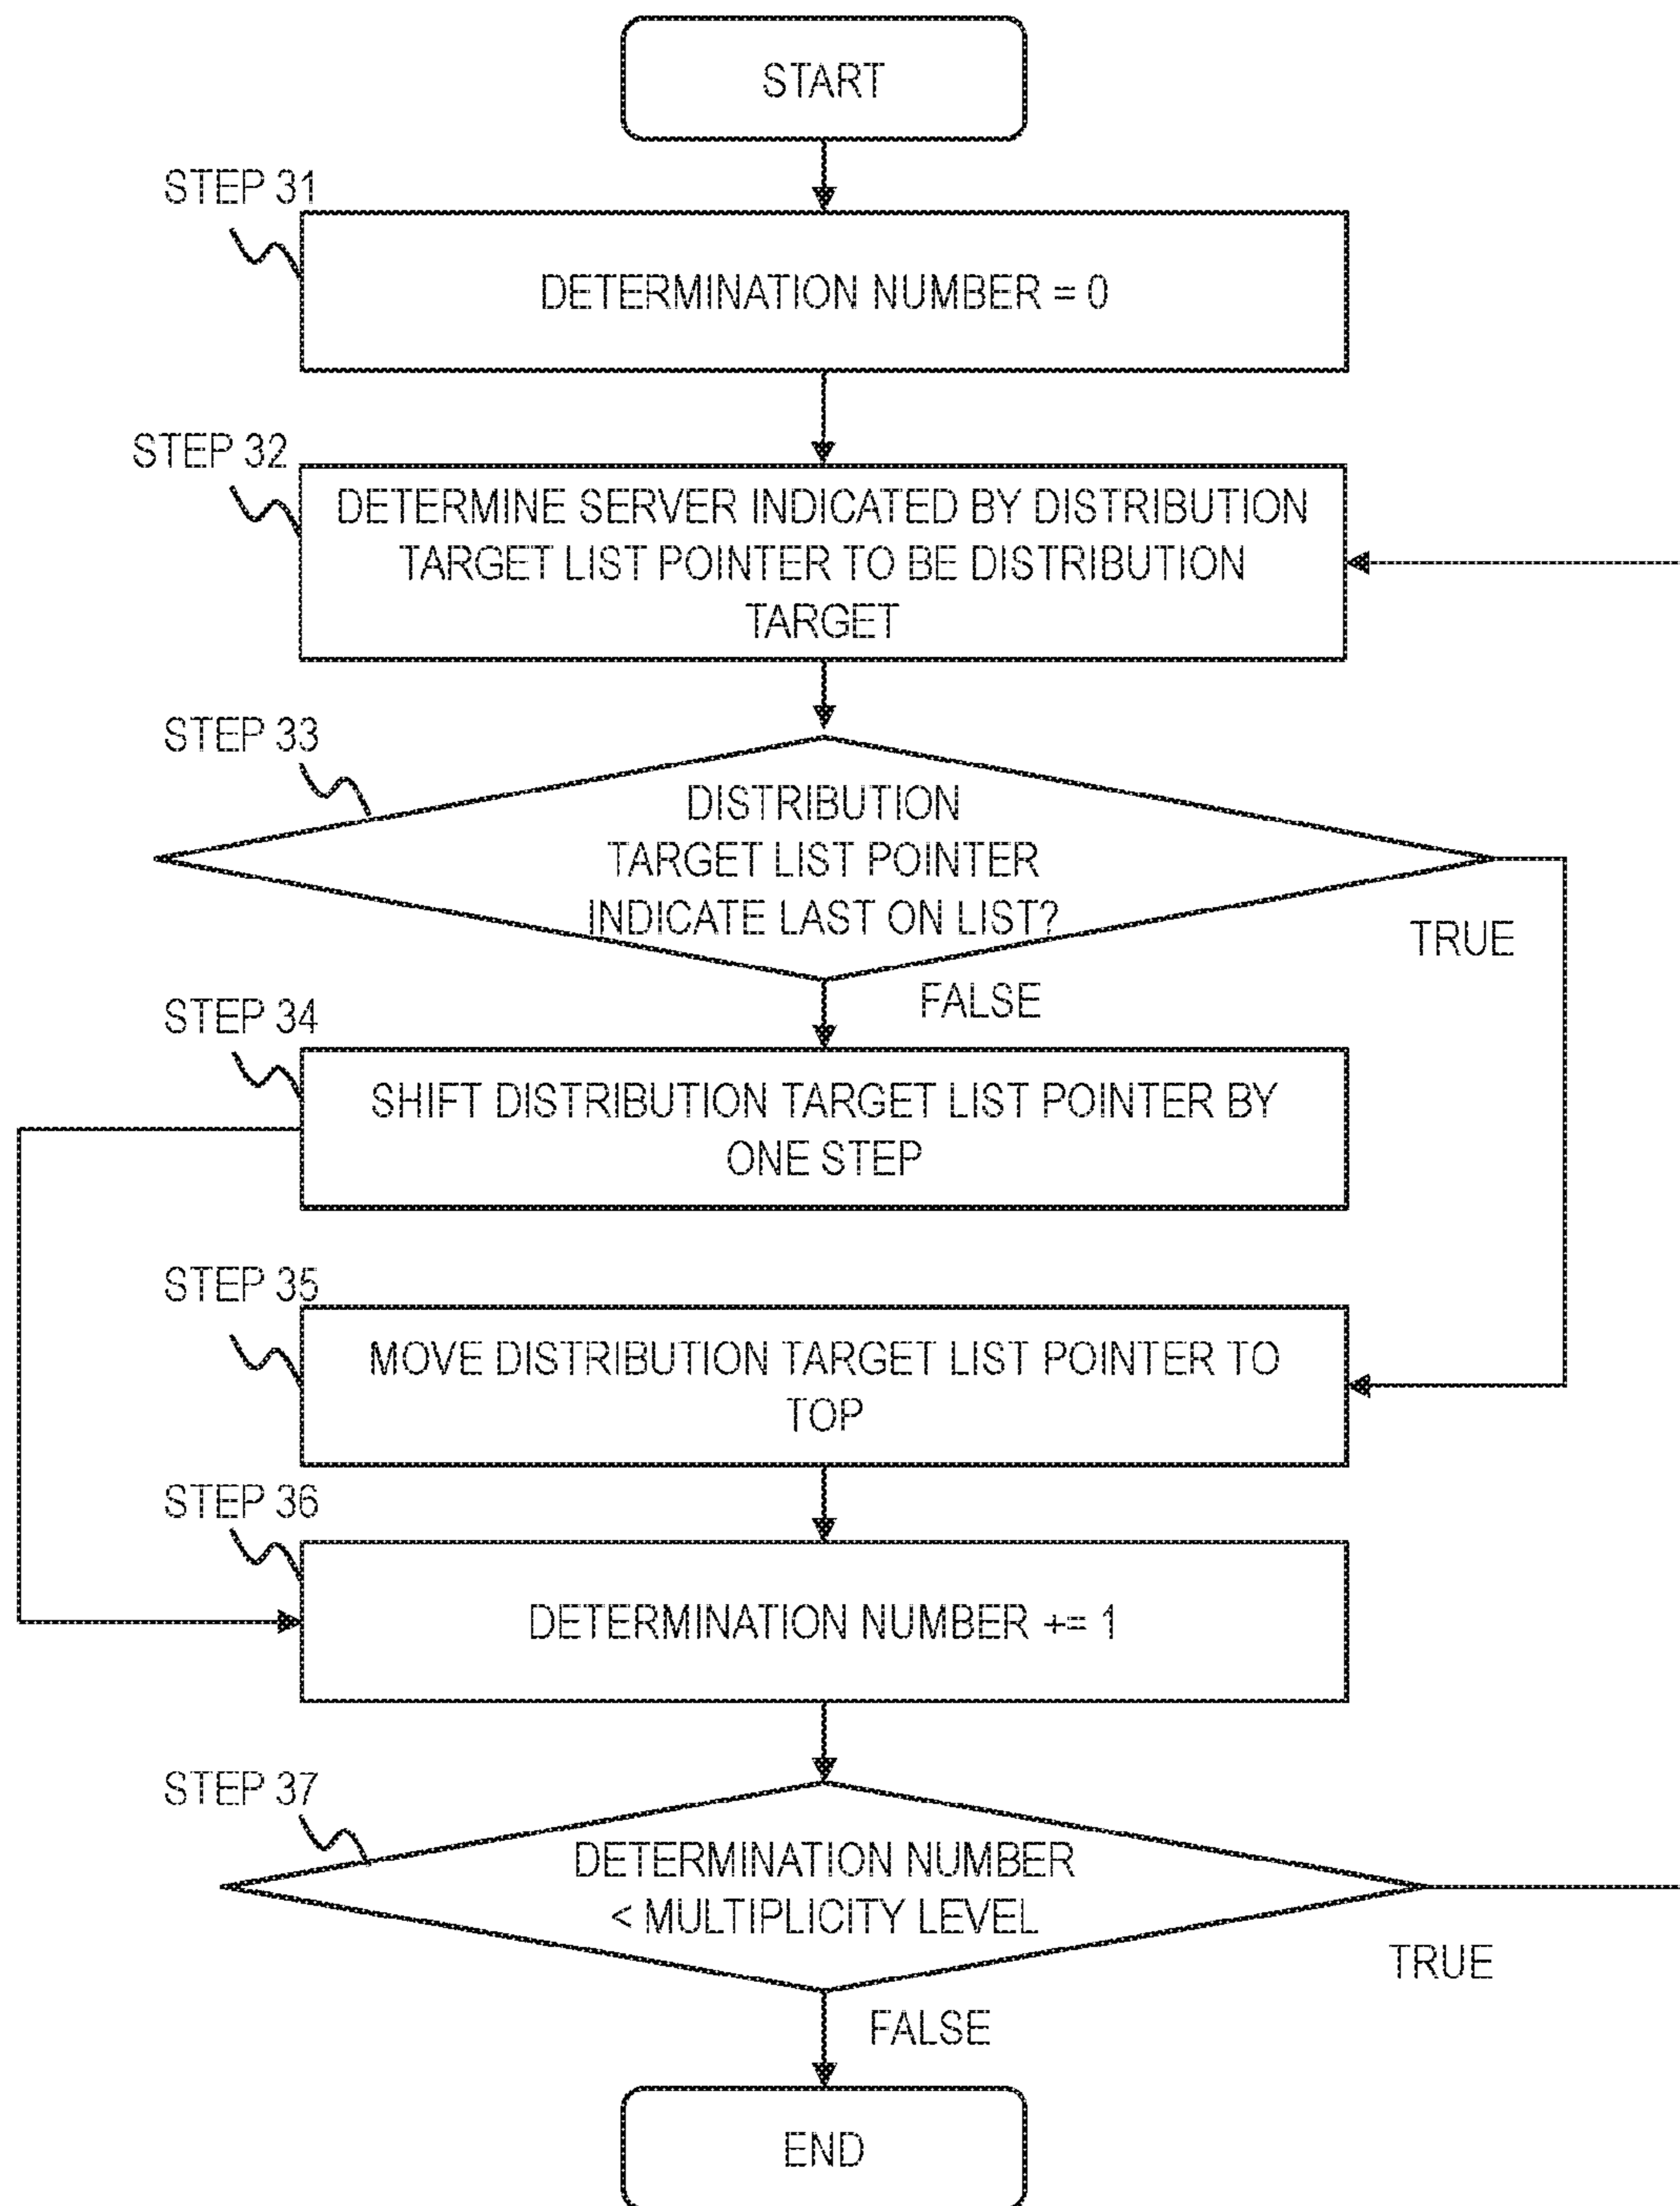 START
STEP 31
DETERMINATION NUMBER = 0
STEP 32
DETERMINE SERVER INDICATED BY DISTRIBUTION
TARGET LIST POINTER TO BE DISTRIBUTION
TARGET
STEP 33
DISTRIBUTION
TARGET LIST POINTER
INDICATE LAST ON LIST?
TRUE
FALSE
STEP 34
SHIFT DISTRIBUTION TARGET LIST POINTER BY
ONE STEP
STEP 35
MOVE DISTRIBUTION TARGET LIST POINTER TO
TOP
STEP 36
DETERMINATION NUMBER += 1
STEP 37
DETERMINATION NUMBER
< MULTIPLICITY LEVEL
TRUE
FALSE
END